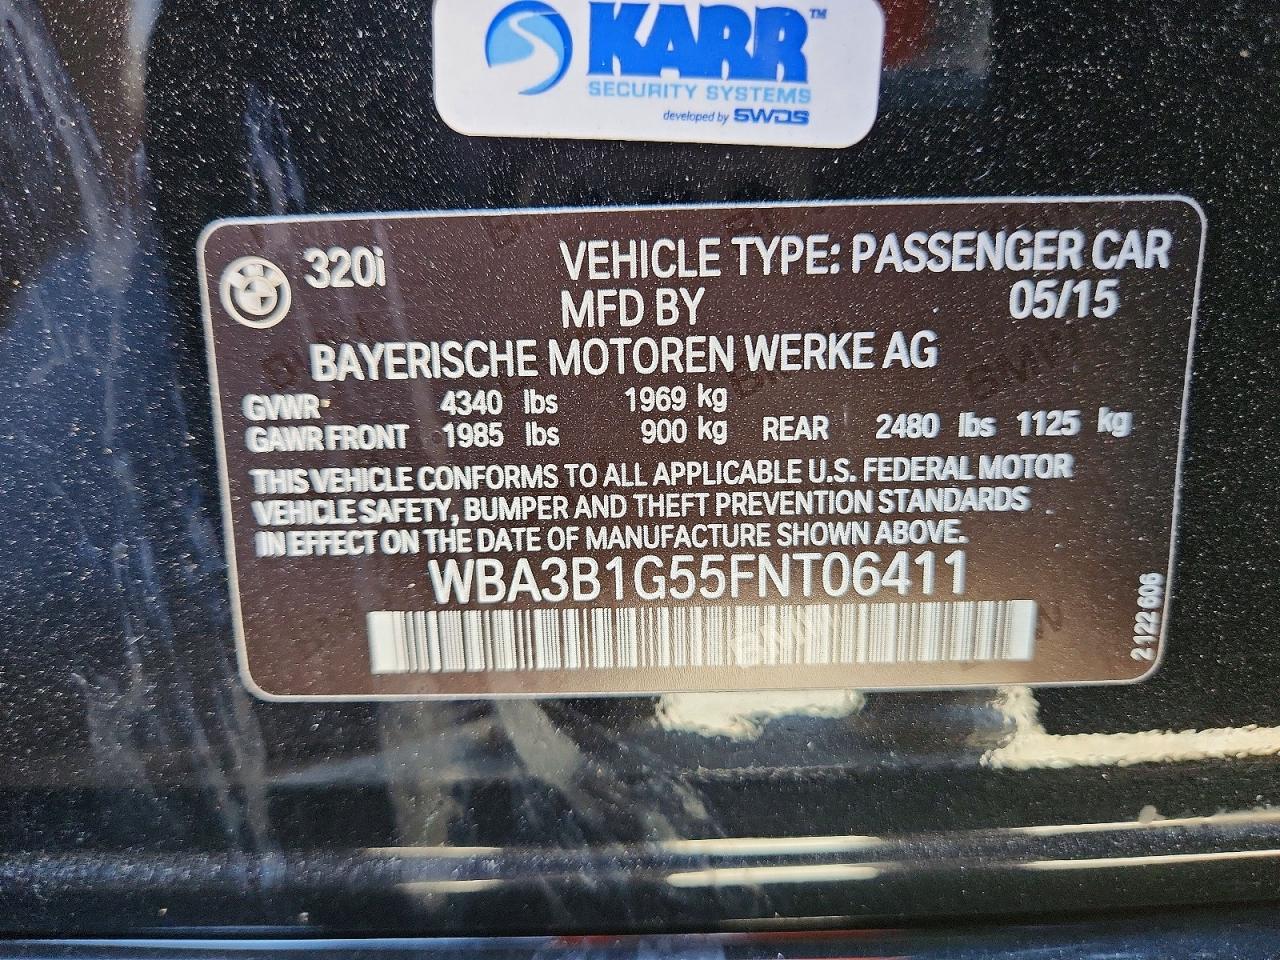 KARR™
SECURITY SYSTEMS
developed by SWDS
320i
VEHICLE TYPE: PASSENGER CAR
MFD BY 05/15
BAYERISCHE MOTOREN WERKE AG
GVWR 4340 lbs 1969 kg
GAWR FRONT 1985 lbs 900 kg REAR 2480 lbs 1125 kg
THIS VEHICLE CONFORMS TO ALL APPLICABLE U.S. FEDERAL MOTOR
VEHICLE SAFETY, BUMPER AND THEFT PREVENTION STANDARDS
IN EFFECT ON THE DATE OF MANUFACTURE SHOWN ABOVE.
WBA3B1G55FNT06411
2 122 606